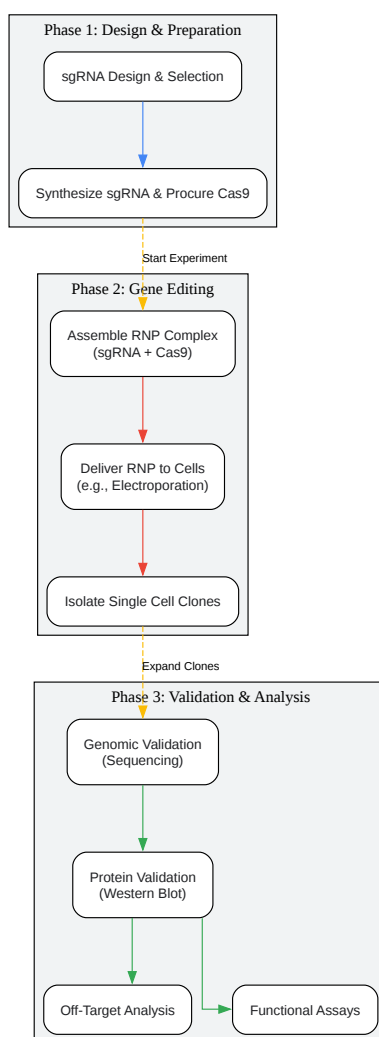 Phase 1: Design & Preparation
sgRNA Design & Selection
Synthesize sgRNA & Procure Cas9
Start Experiment
Phase 2: Gene Editing
Assemble RNP Complex
(sgRNA + Cas9)
Deliver RNP to Cells
(e.g., Electroporation)
Isolate Single Cell Clones
Expand Clones
Phase 3: Validation & Analysis
Genomic Validation
(Sequencing)
Protein Validation
(Western Blot)
Off-Target Analysis
Functional Assays